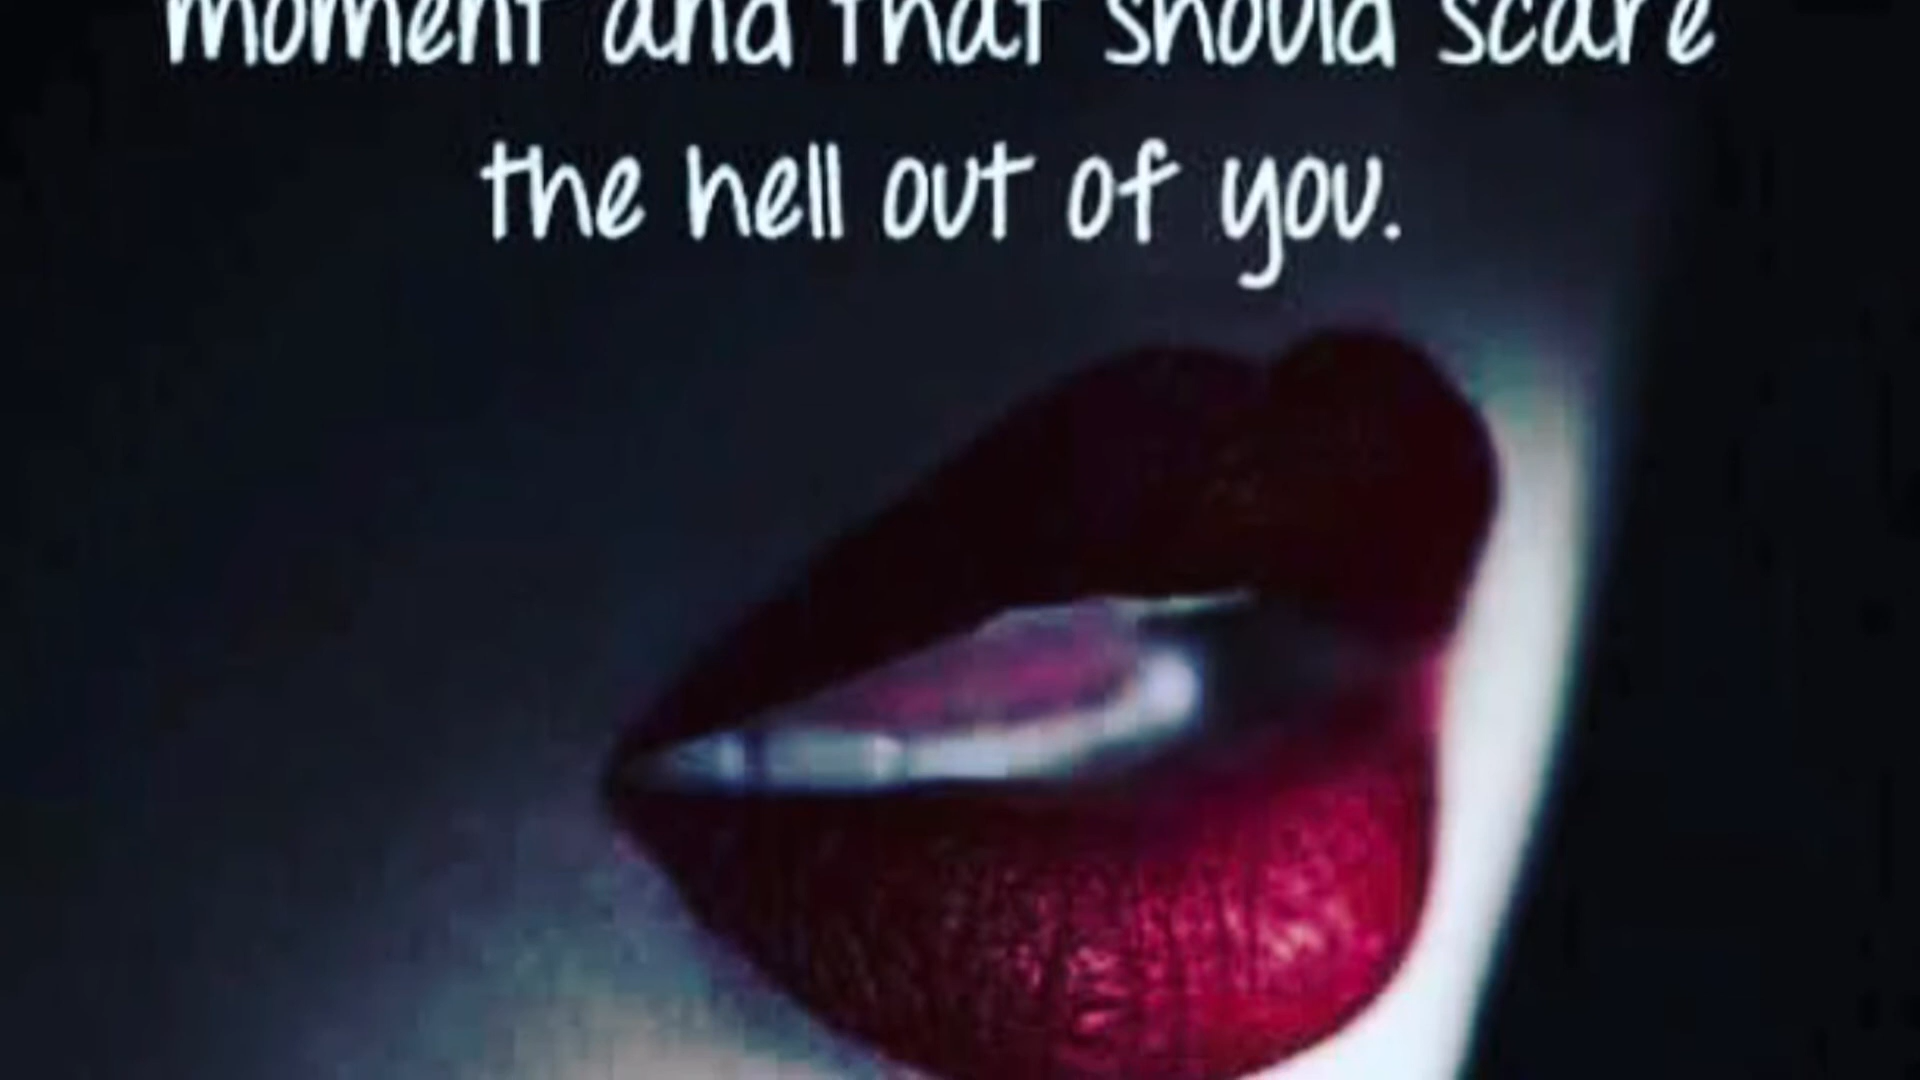 moment and that should scare
the hell out of you.